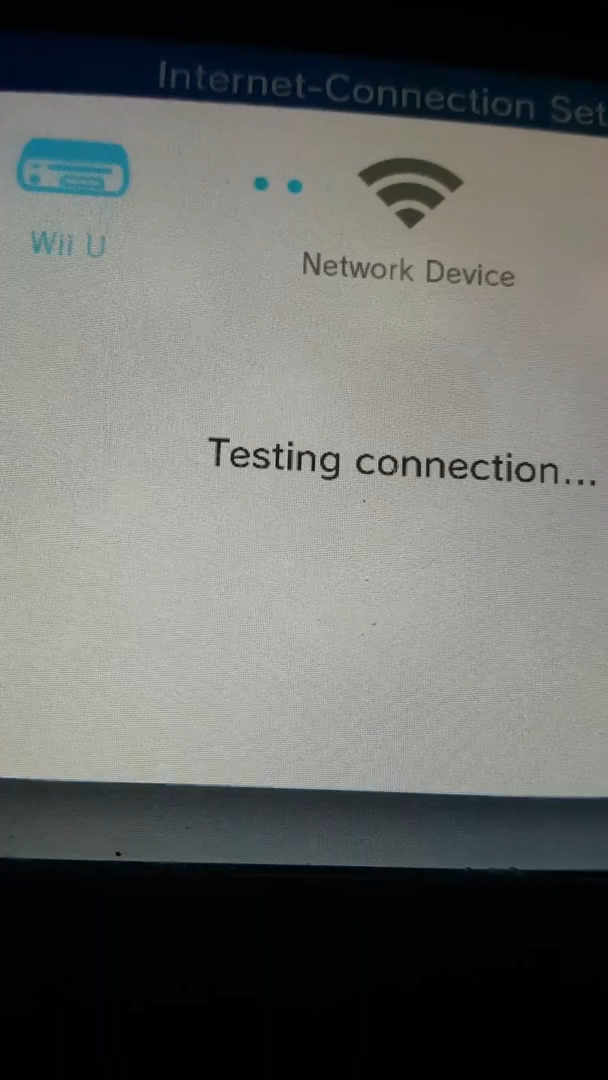 Internet-Connection Set
Wii U
Network Device
Testing connection...